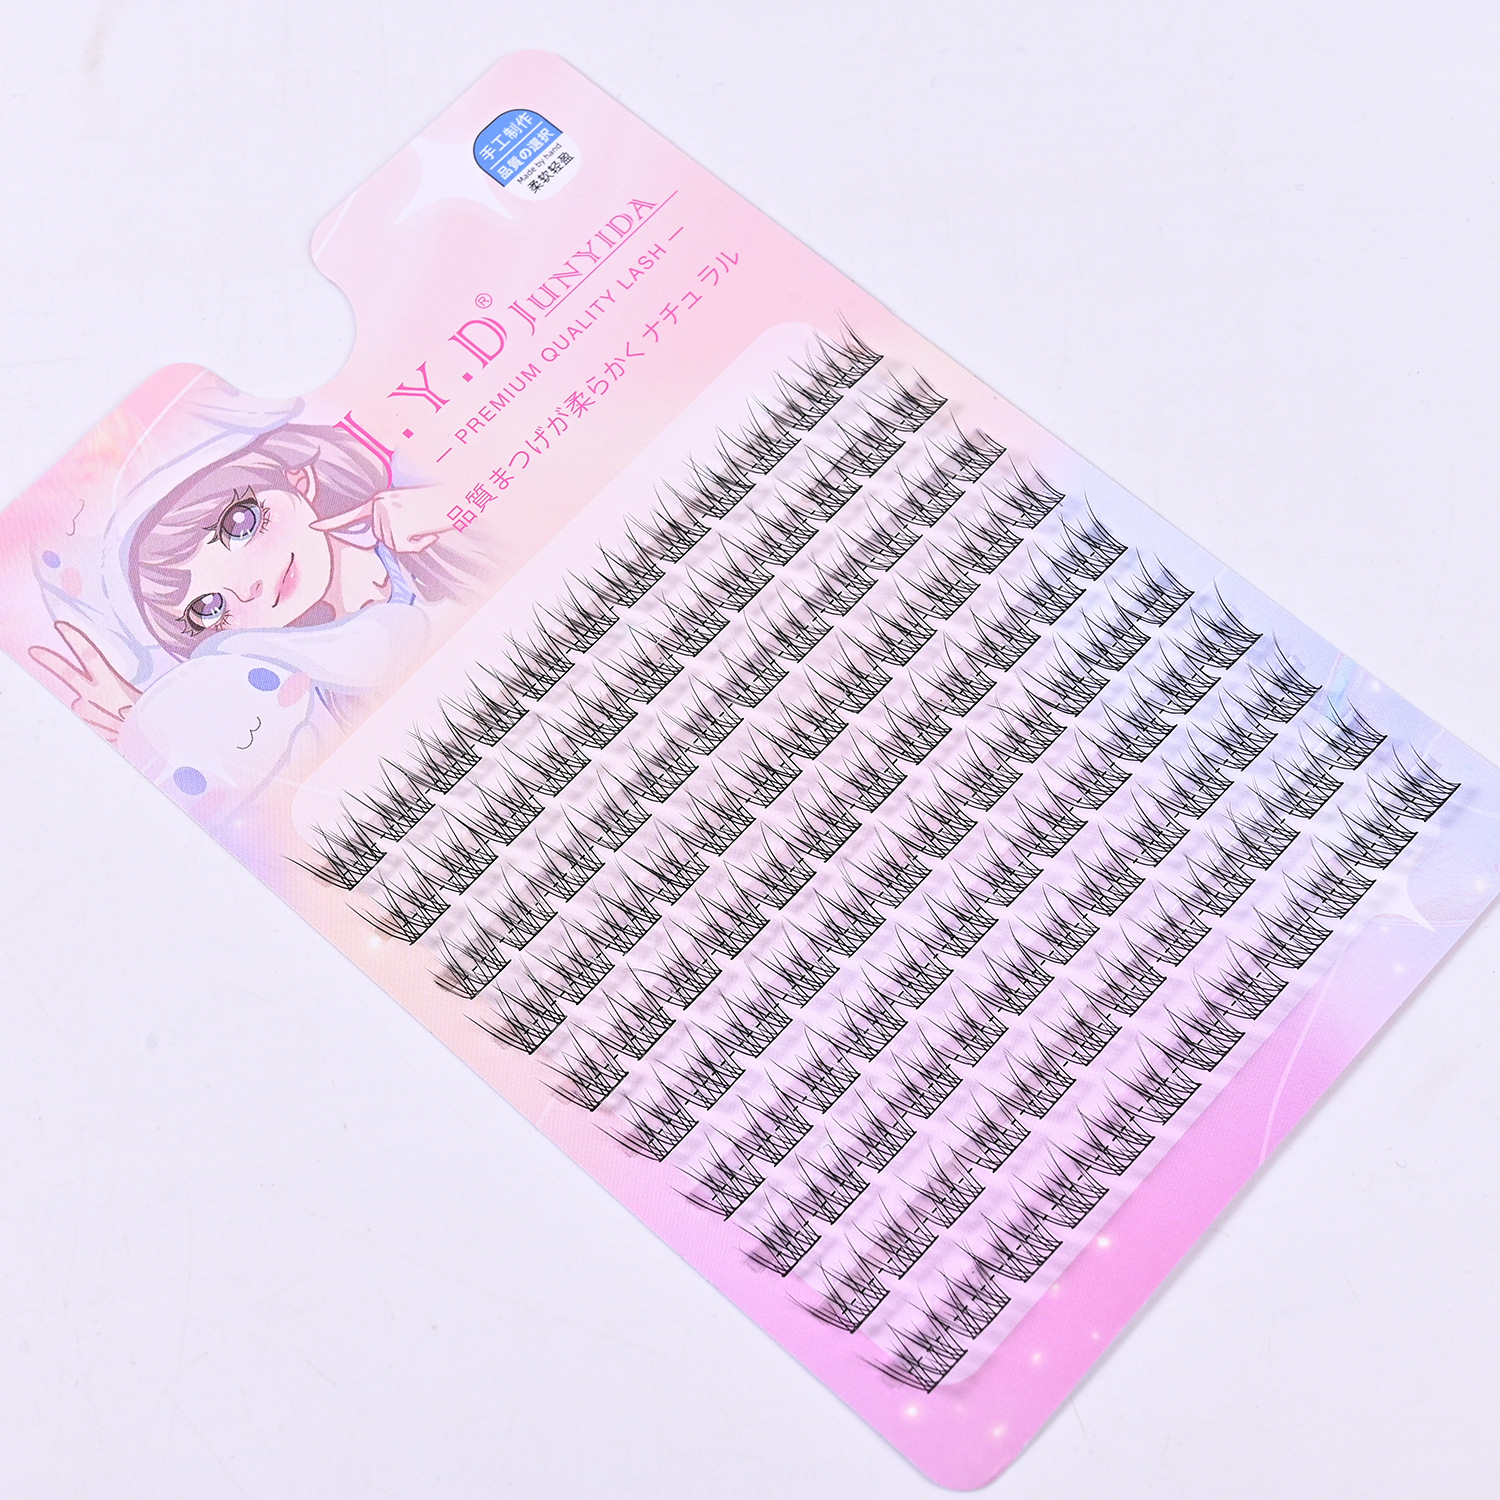 手工制作
品質の選択
Made by hand
柔软轻盈
J.Y.D® JUNYIDA
— PREMIUM QUALITY LASH —
品質まつげが柔らかく ナチュラル